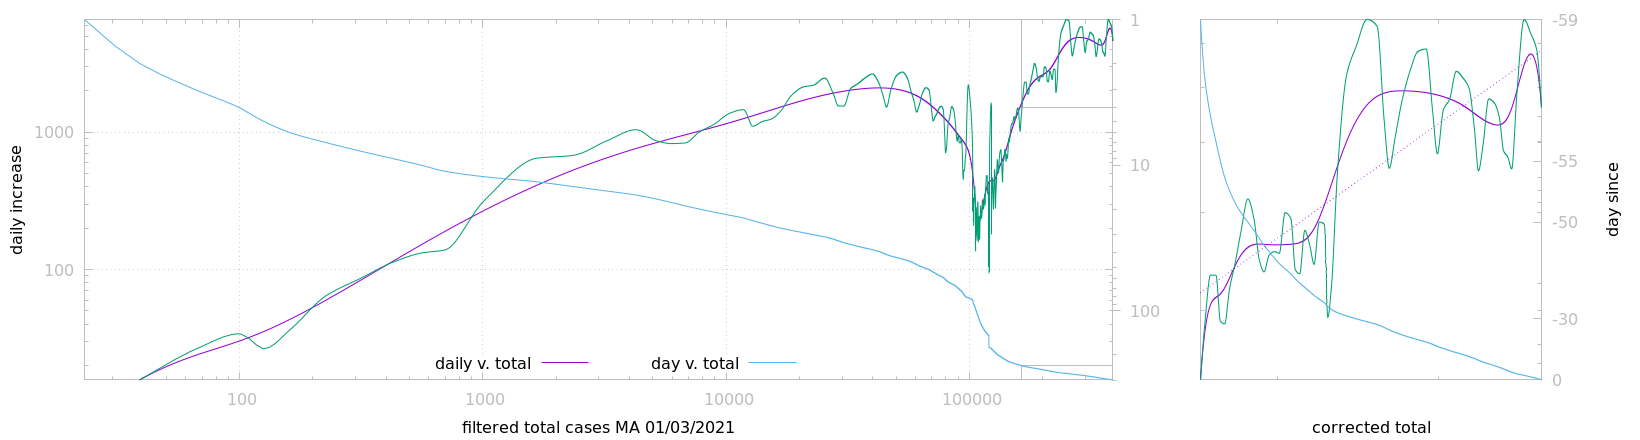 daily increase
1000
100
daily v. total
day v. total
100
1000
10000
100000
filtered total cases MA 01/03/2021
1
10
100
-59
-55
-50
-30
0
day since
corrected total